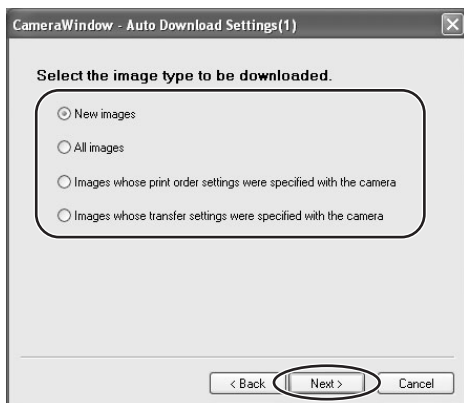 CameraWindow - Auto Download Settings(1)
Select the image type to be downloaded.
New images
All images
Images whose print order settings were specified with the camera
Images whose transfer settings were specified with the camera
< Back
Next >
Cancel